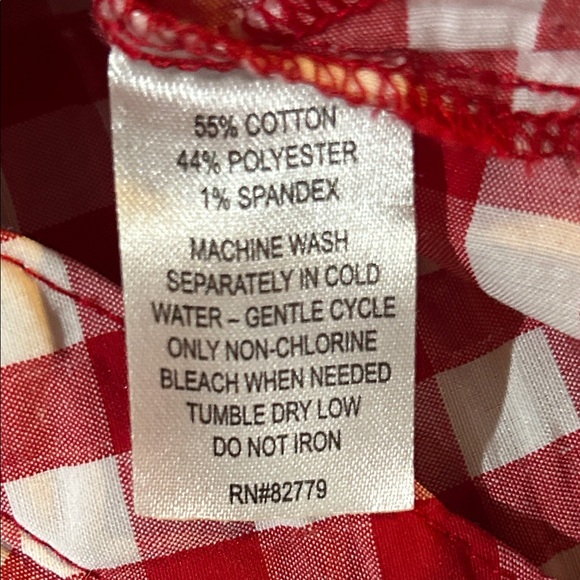 55% COTTON
44% POLYESTER
1% SPANDEX
MACHINE WASH
SEPARATELY IN COLD
WATER – GENTLE CYCLE
ONLY NON-CHLORINE
BLEACH WHEN NEEDED
TUMBLE DRY LOW
DO NOT IRON
RN#82779